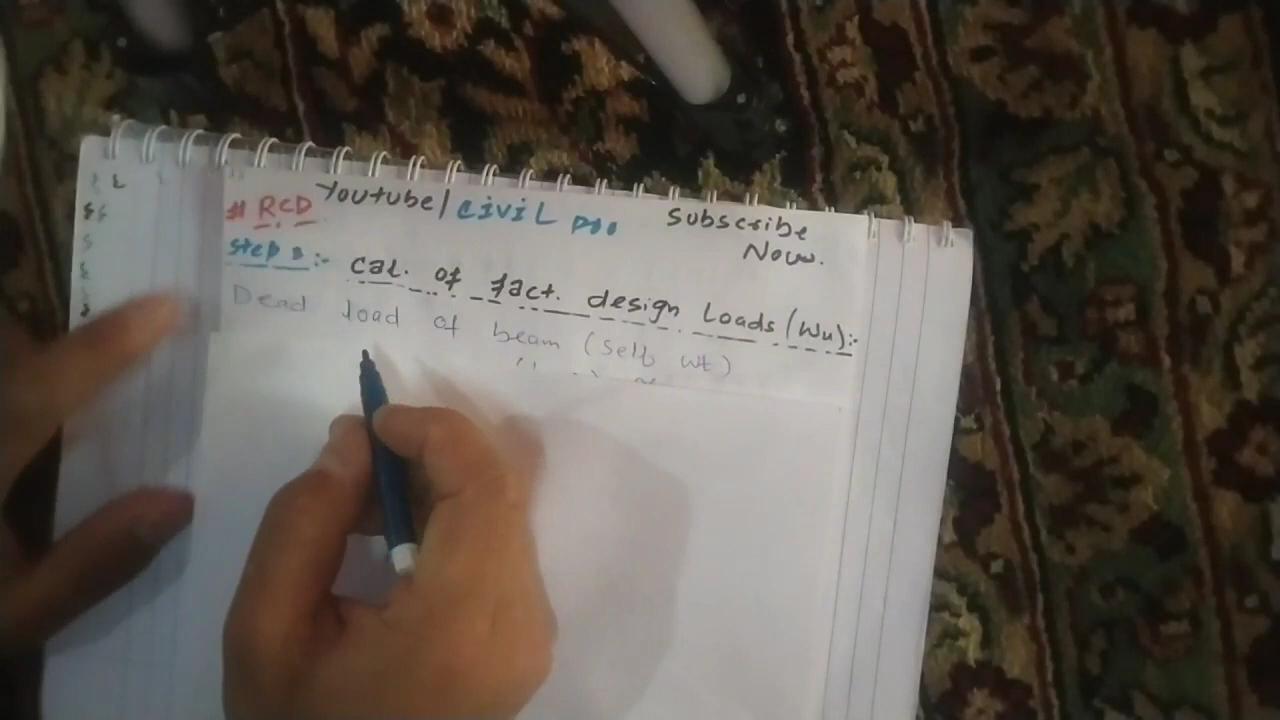 # RCD Youtube/ CiviL Subscribe
Now.
step :- cal. of fact. design Loads (Wu):-
Dead load of beam (Self wt)